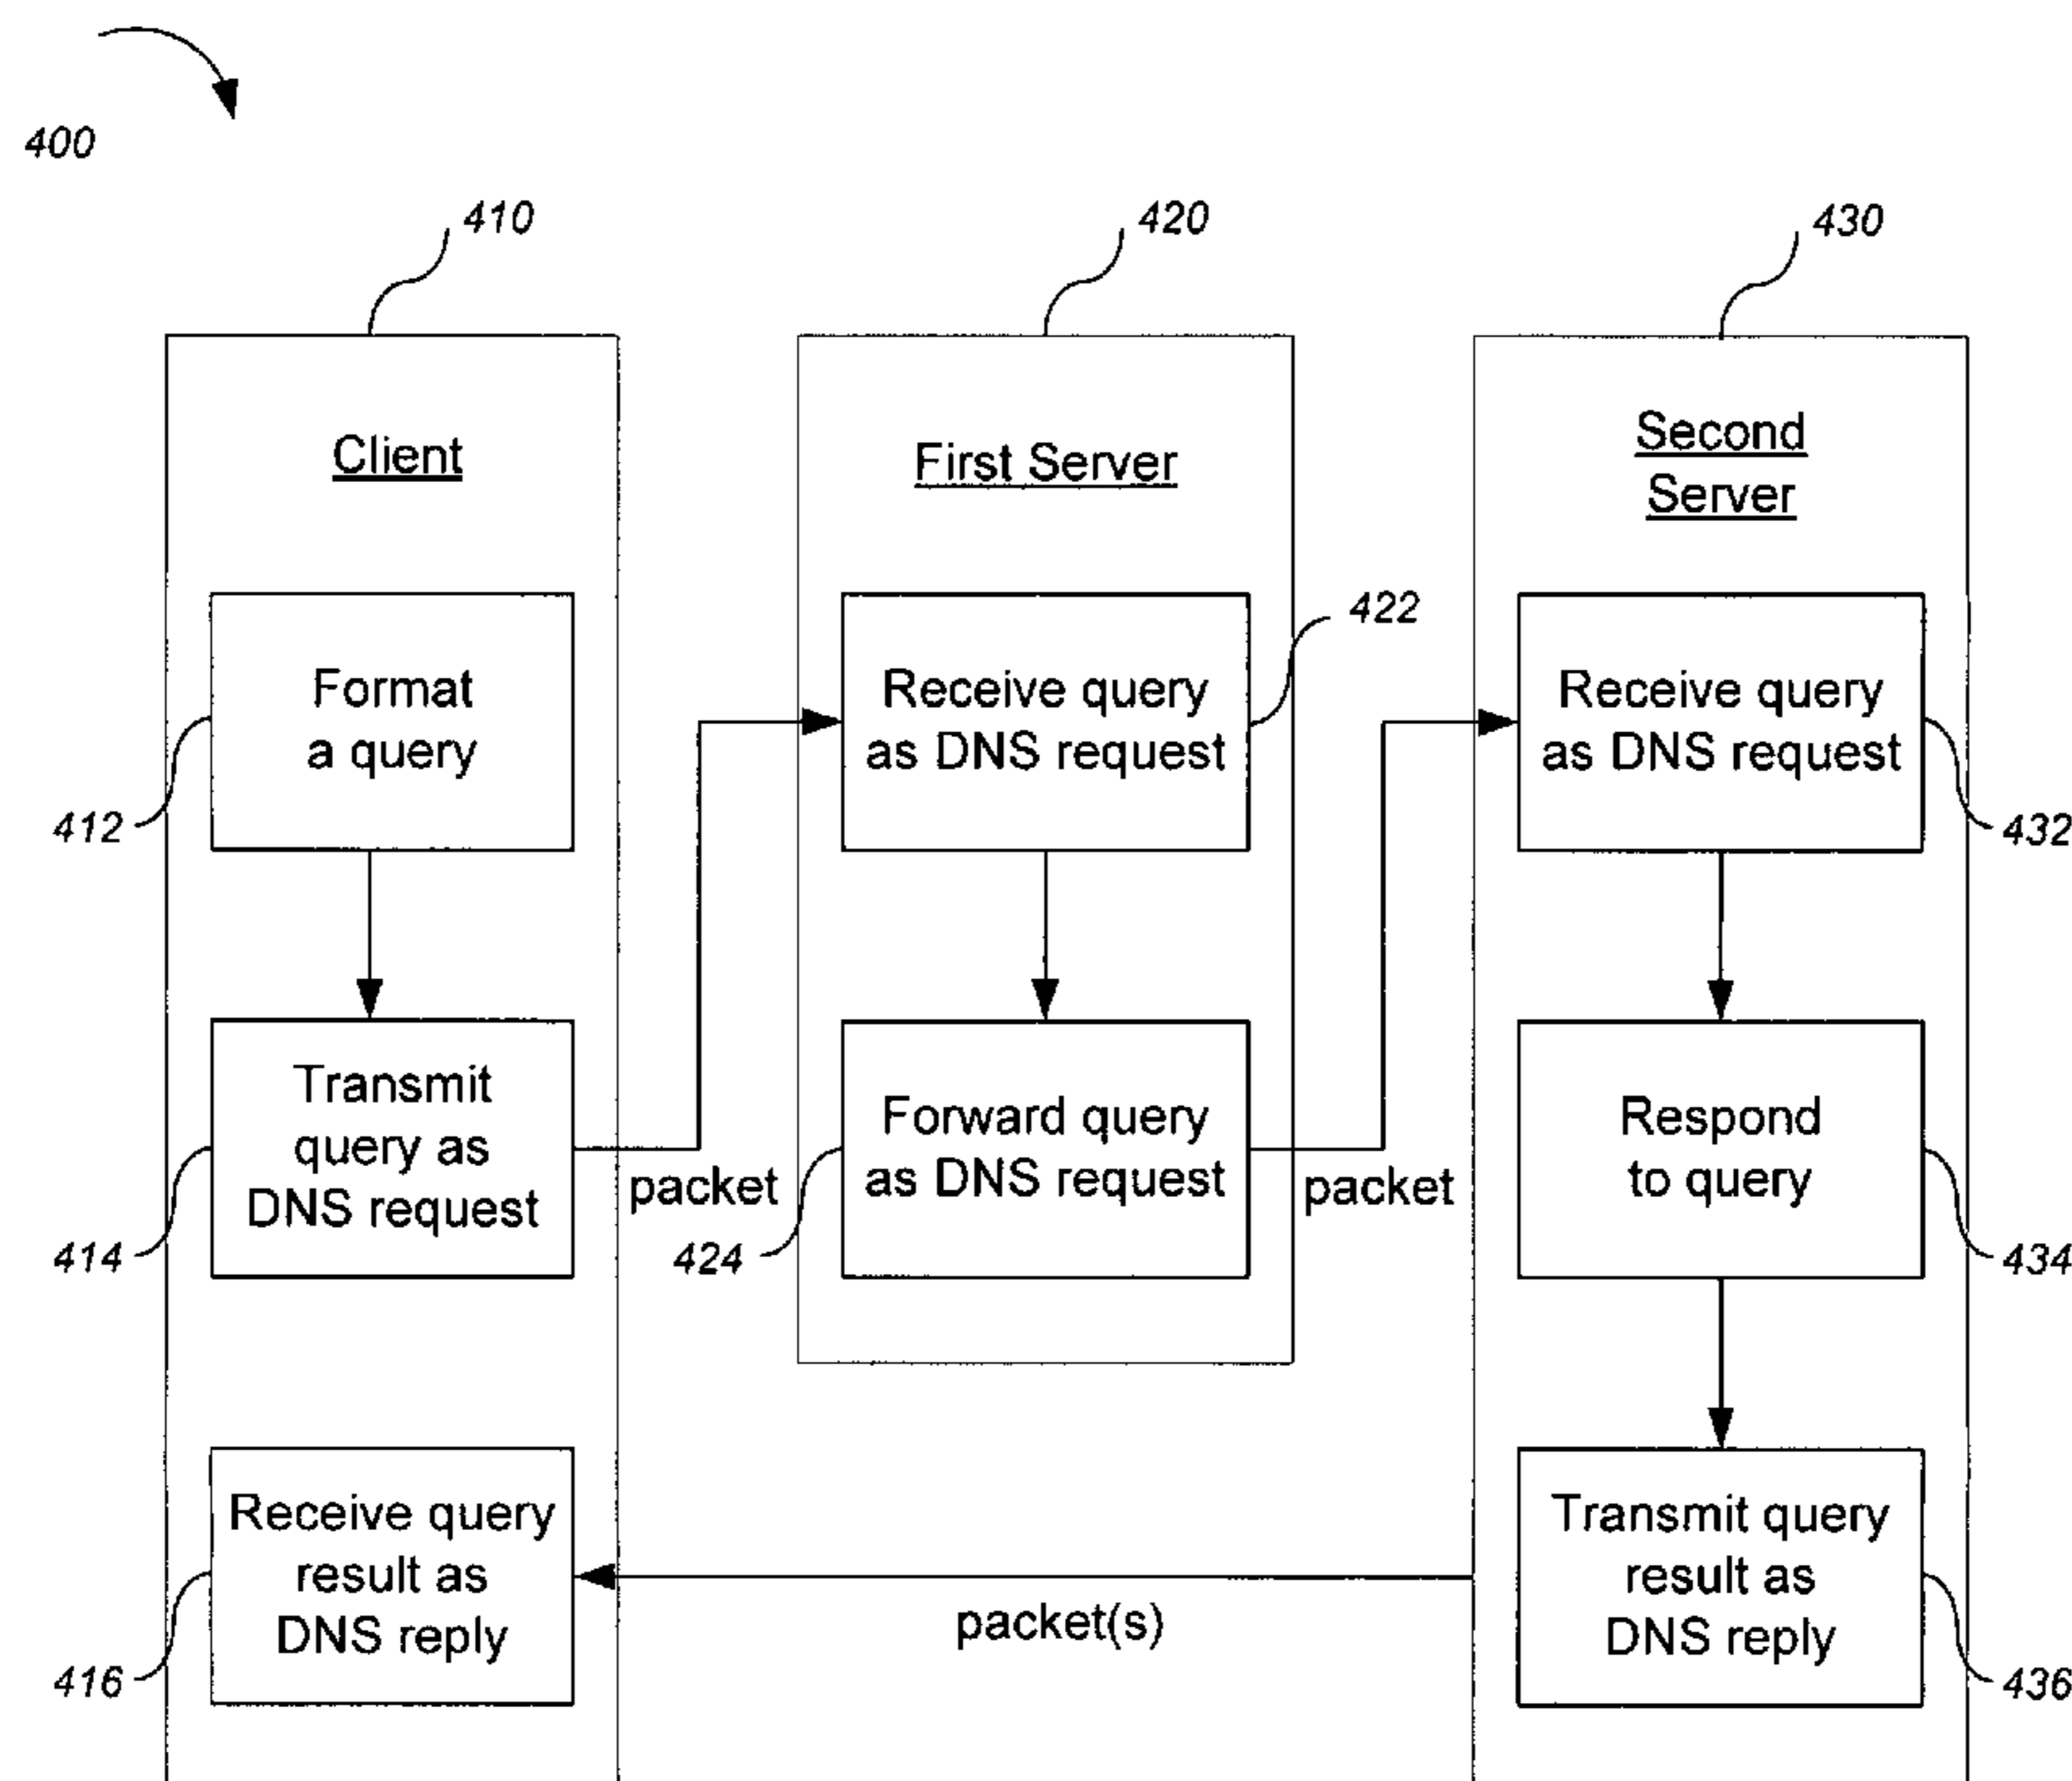 400
410
420
430
Client
First Server
Second
Server
Format
a query
412
Receive query
as DNS request
422
Receive query
as DNS request
432
Transmit
query as
DNS request
414
packet
Forward query
as DNS request
424
packet
Respond
to query
434
Receive query
result as
DNS reply
416
packet(s)
Transmit query
result as
DNS reply
436